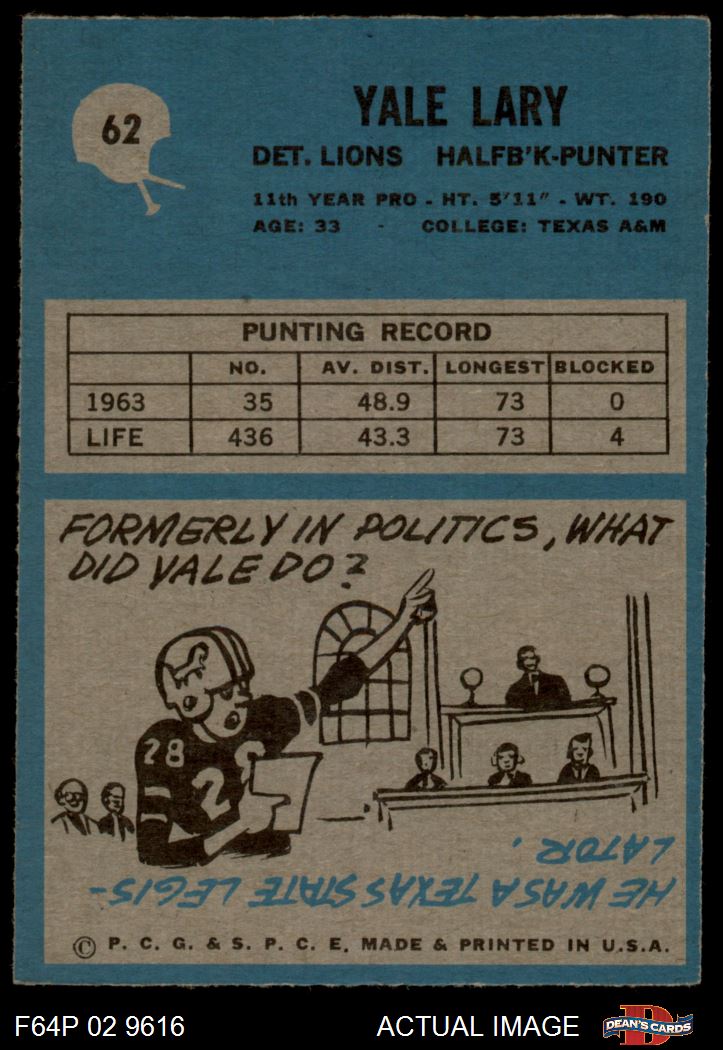 62
YALE LARY
DET. LIONS HALFB'K-PUNTER
11th YEAR PRO - HT. 5'11" - WT. 190
AGE: 33 - COLLEGE: TEXAS A&M
PUNTING RECORD
NO. AV. DIST. LONGEST BLOCKED
1963 35 48.9 73 0
LIFE 436 43.3 73 4
FORMERLY IN POLITICS, WHAT
DID YALE DO?
28
28
HE WAS A TEXAS STATE LEGIS-
LATOR.
© P. C. G. & S. P. C. E. MADE & PRINTED IN U.S.A.
F64P 02 9616 ACTUAL IMAGE
D
DEAN'S CARDS